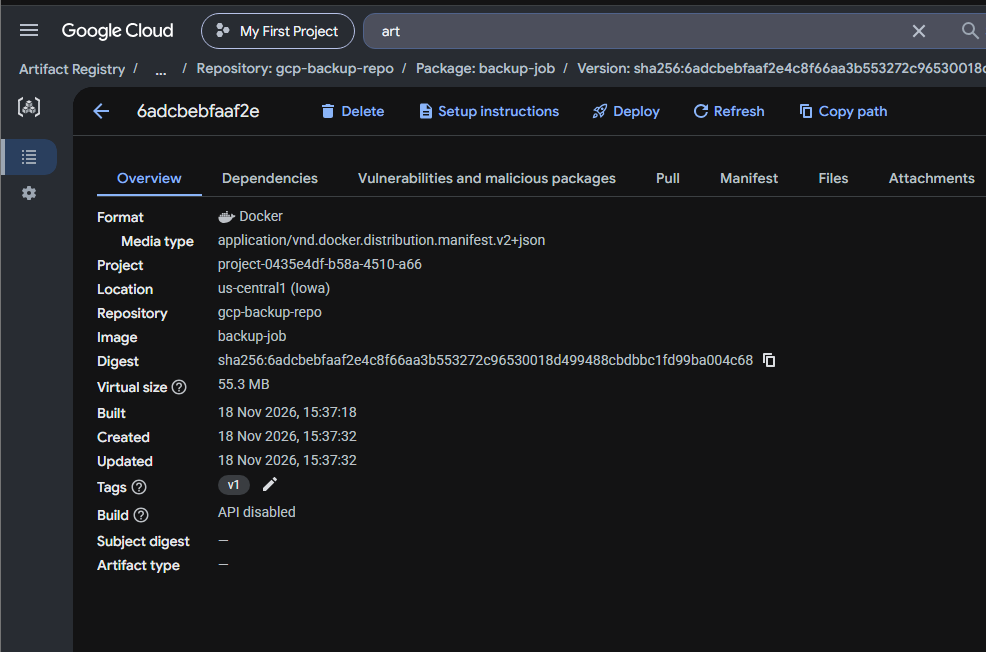 Google Cloud My First Project art
Artifact Registry / ... / Repository: gcp-backup-repo / Package: backup-job / Version: sha256:6adcbebfaaf2e4c8f66aa3b553272c96530018
6adcbebfaaf2e Delete Setup instructions Deploy Refresh Copy path
Overview Dependencies Vulnerabilities and malicious packages Pull Manifest Files Attachments
Format Docker
Media type application/vnd.docker.distribution.manifest.v2+json
Project project-0435e4df-b58a-4510-a66
Location us-central1 (Iowa)
Repository gcp-backup-repo
Image backup-job
Digest sha256:6adcbebfaaf2e4c8f66aa3b553272c96530018d499488cbdbbc1fd99ba004c68
Virtual size 55.3 MB
Built 18 Nov 2026, 15:37:18
Created 18 Nov 2026, 15:37:32
Updated 18 Nov 2026, 15:37:32
Tags v1
Build API disabled
Subject digest —
Artifact type —